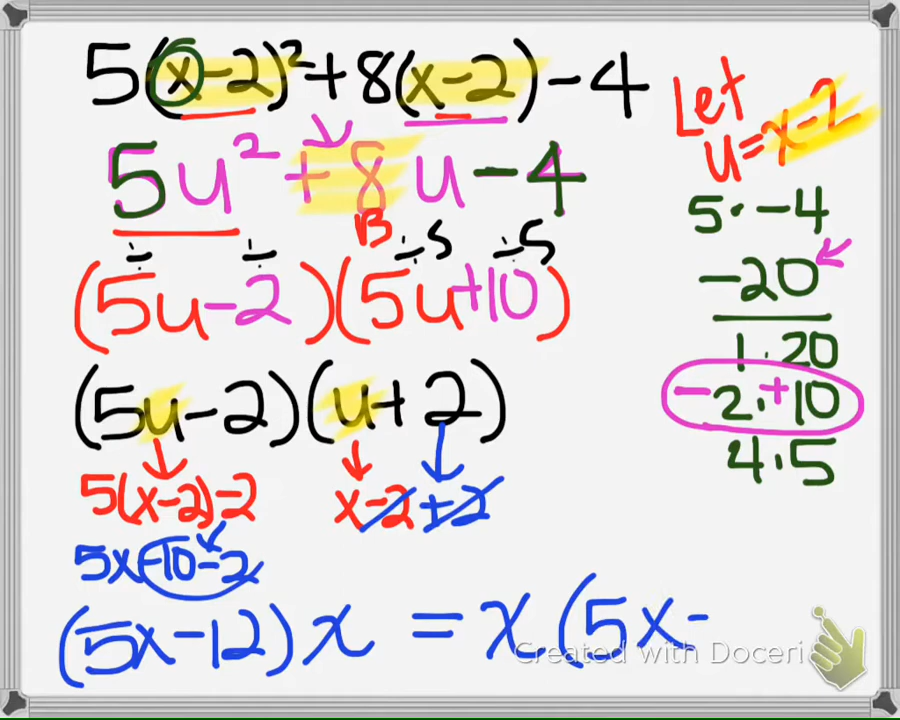 5(x-2)²+8(x-2)-4
Let
u=x-2
5u²+8u-4
B
5·-4
÷ ÷ ÷5 ÷5
-20
(5u-2)(5u+10)
1·20
-2·+10
4·5
(5u-2)(u+2)
5(x-2)-2 x-2+2
5x-10-2
(5x-12)x = x(5x-
Created with Doceri